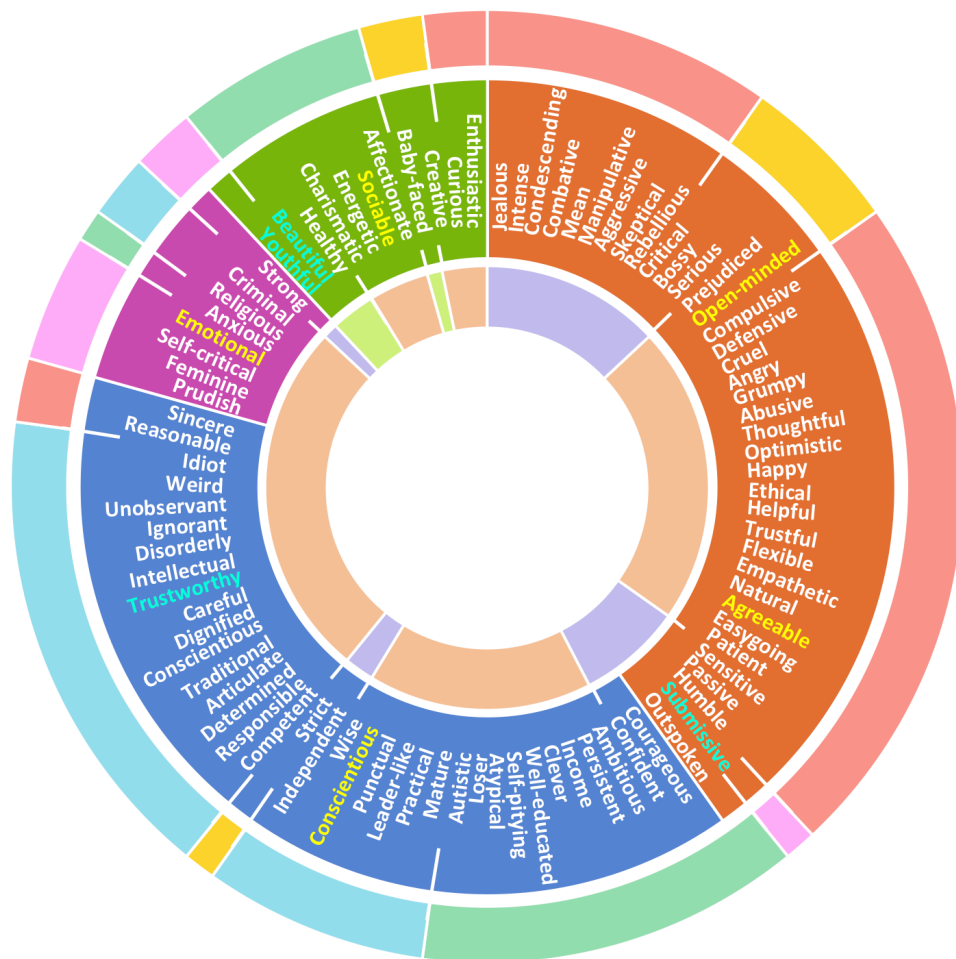 Jealous
Intense
Condescending
Combative
Mean
Manipulative
Aggressive
Skeptical
Rebellious
Critical
Bossy
Serious
Prejudiced
Open-minded
Compulsive
Defensive
Cruel
Angry
Grumpy
Abusive
Thoughtful
Optimistic
Happy
Ethical
Helpful
Trustful
Flexible
Empathetic
Natural
Agreeable
Easygoing
Patient
Sensitive
Passive
Humble
Submissive
Outspoken
Courageous
Confident
Ambitious
Persistent
Income
Clever
Well-educated
Self-pitying
Atypical
Loser
Autistic
Mature
Practical
Leader-like
Punctual
Conscientious
Wise
Independent
Strict
Competent
Responsible
Determined
Articulate
Traditional
Conscientious
Dignified
Careful
Trustworthy
Intellectual
Disorderly
Ignorant
Unobservant
Weird
Idiot
Reasonable
Sincere
Prudish
Feminine
Self-critical
Emotional
Anxious
Religious
Criminal
Strong
Youthful
Beautiful
Healthy
Charismatic
Energetic
Sociable
Affectionate
Baby-faced
Creative
Curious
Enthusiastic